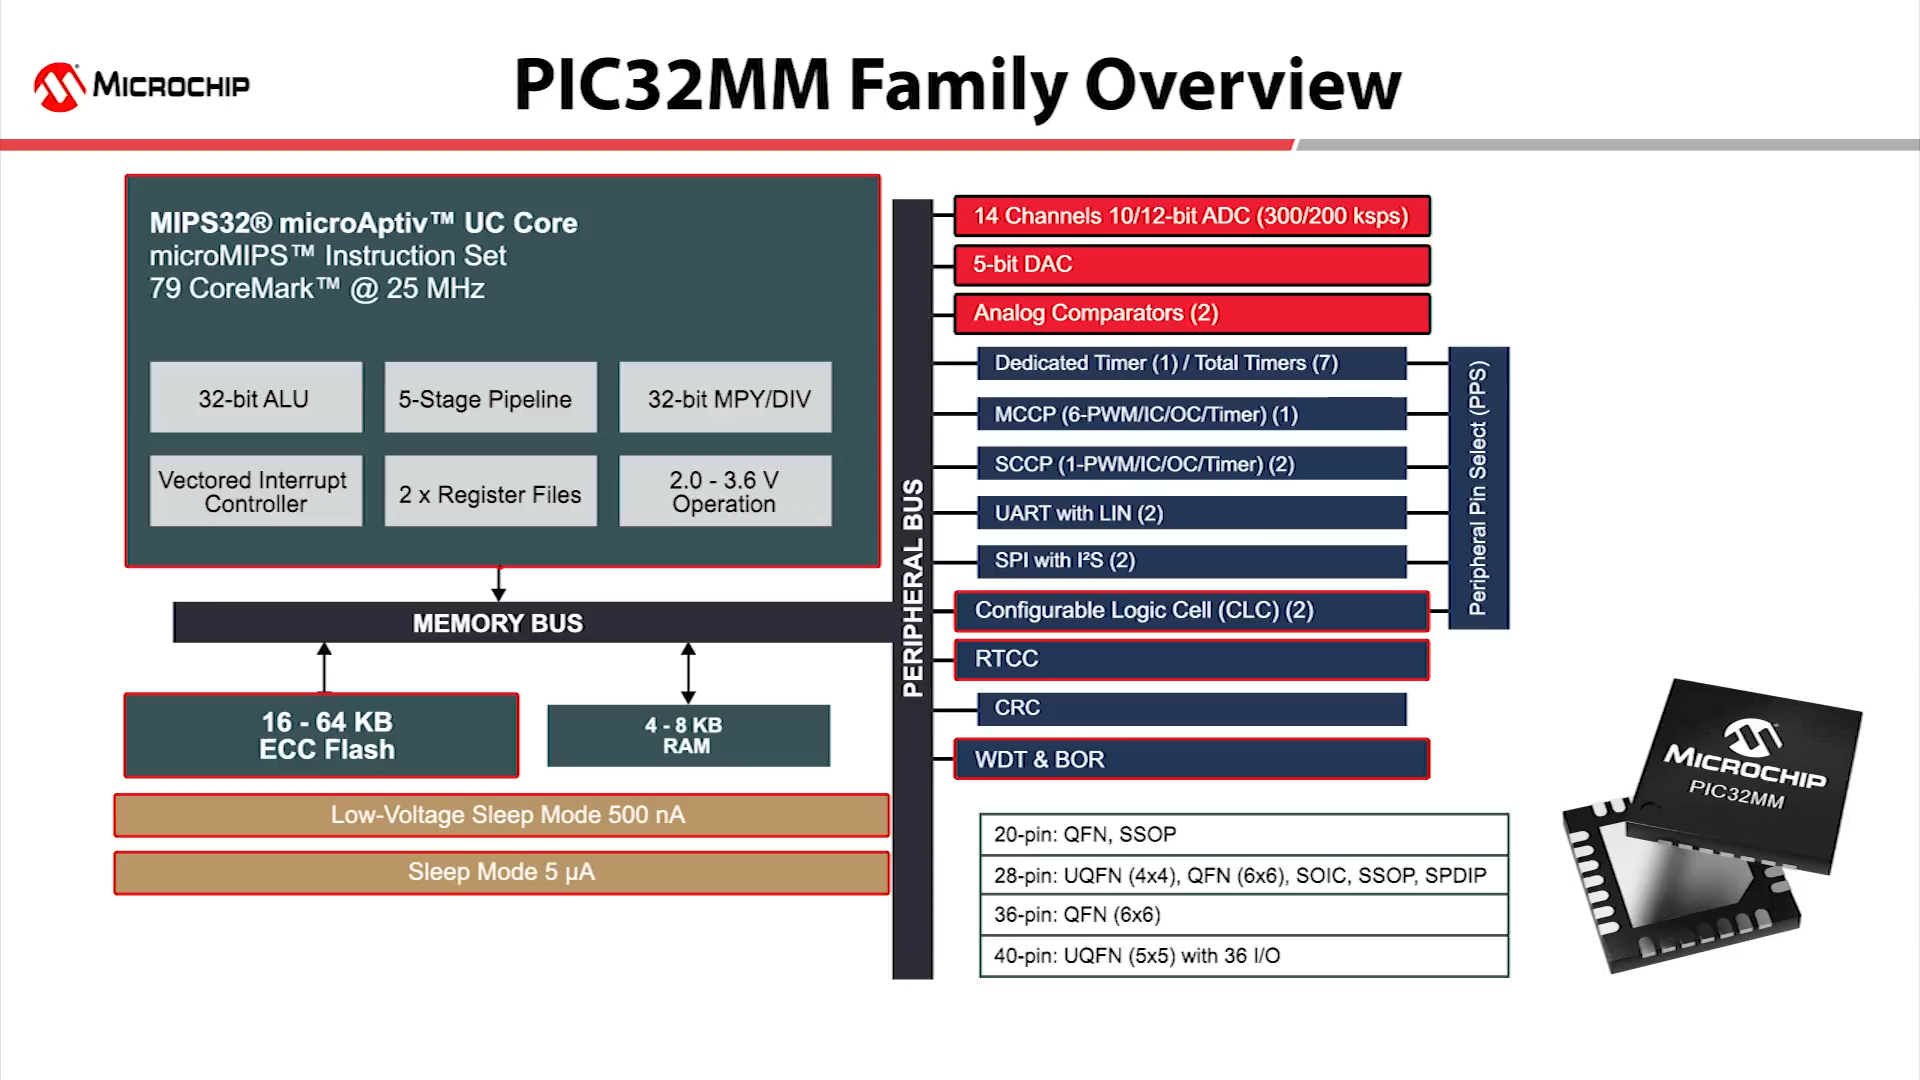 MICROCHIP
PIC32MM Family Overview
MIPS32® microAptiv™ UC Core
microMIPS™ Instruction Set
79 CoreMark™ @ 25 MHz
32-bit ALU
5-Stage Pipeline
32-bit MPY/DIV
Vectored Interrupt
Controller
2 x Register Files
2.0 - 3.6 V
Operation
MEMORY BUS
16 - 64 KB
ECC Flash
4 - 8 KB
RAM
Low-Voltage Sleep Mode 500 nA
Sleep Mode 5 µA
PERIPHERAL BUS
14 Channels 10/12-bit ADC (300/200 ksps)
5-bit DAC
Analog Comparators (2)
Dedicated Timer (1) / Total Timers (7)
MCCP (6-PWM/IC/OC/Timer) (1)
SCCP (1-PWM/IC/OC/Timer) (2)
UART with LIN (2)
SPI with I²S (2)
Configurable Logic Cell (CLC) (2)
RTCC
CRC
WDT & BOR
Peripheral Pin Select (PPS)
20-pin: QFN, SSOP
28-pin: UQFN (4x4), QFN (6x6), SOIC, SSOP, SPDIP
36-pin: QFN (6x6)
40-pin: UQFN (5x5) with 36 I/O
MICROCHIP
PIC32MM